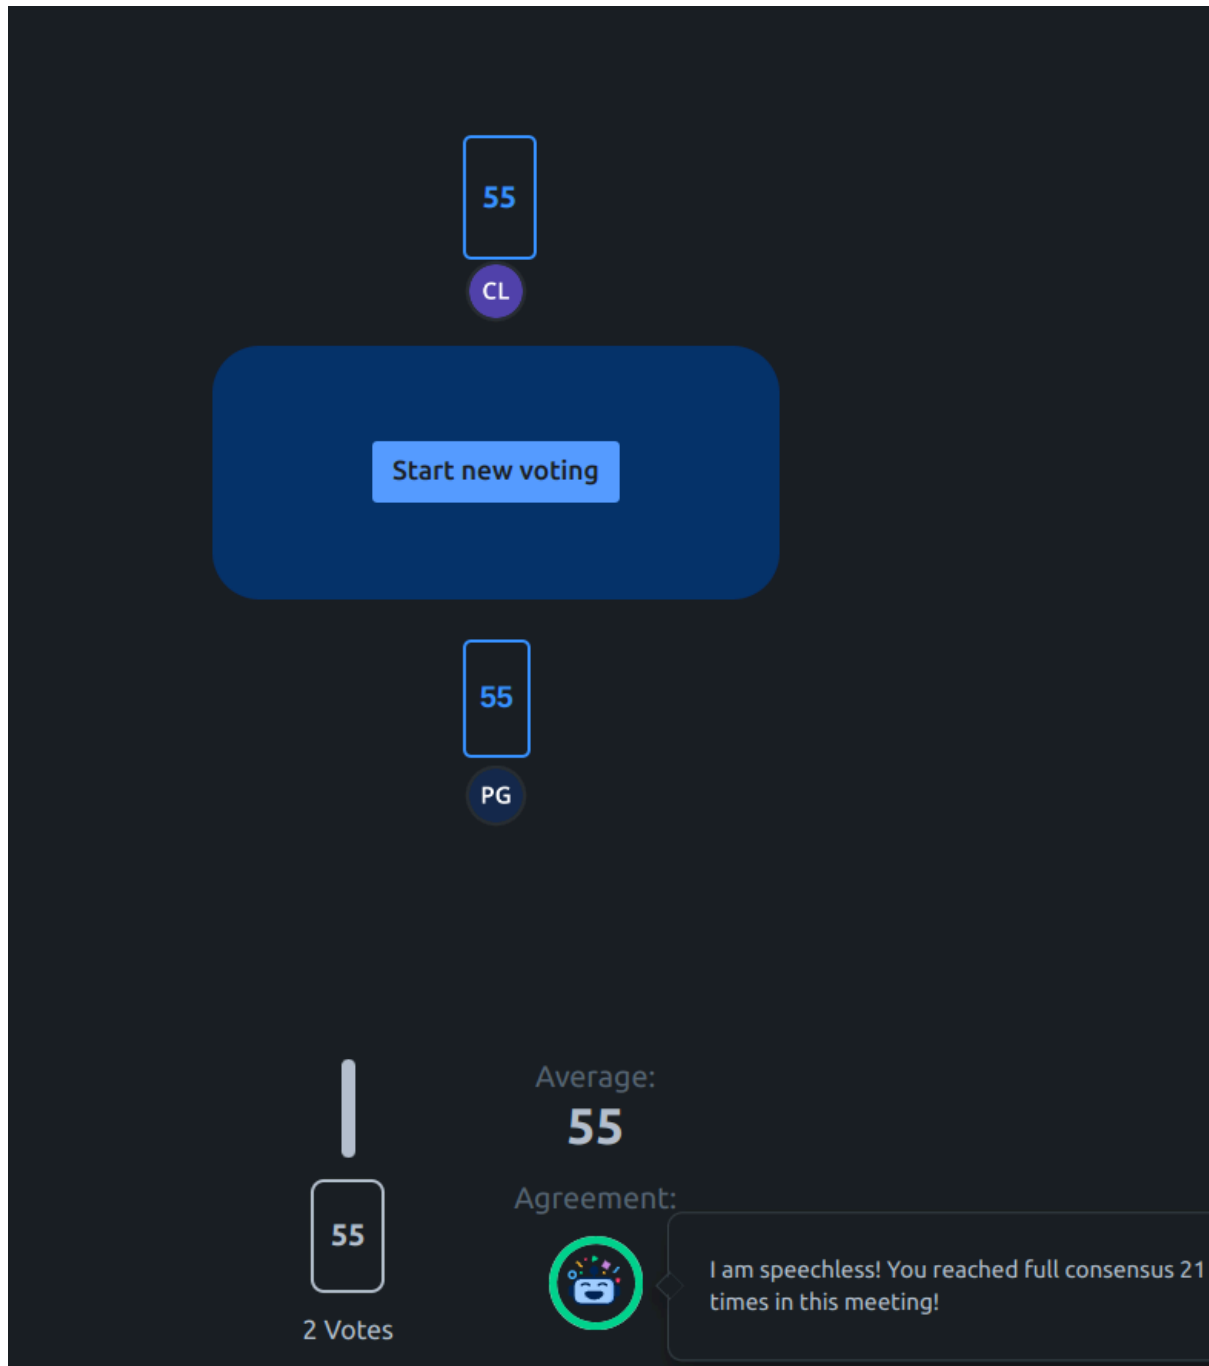 55
CL
Start new voting
55
PG
Average:
55
Agreement:
55
2 Votes
I am speechless! You reached full consensus 21
times in this meeting!